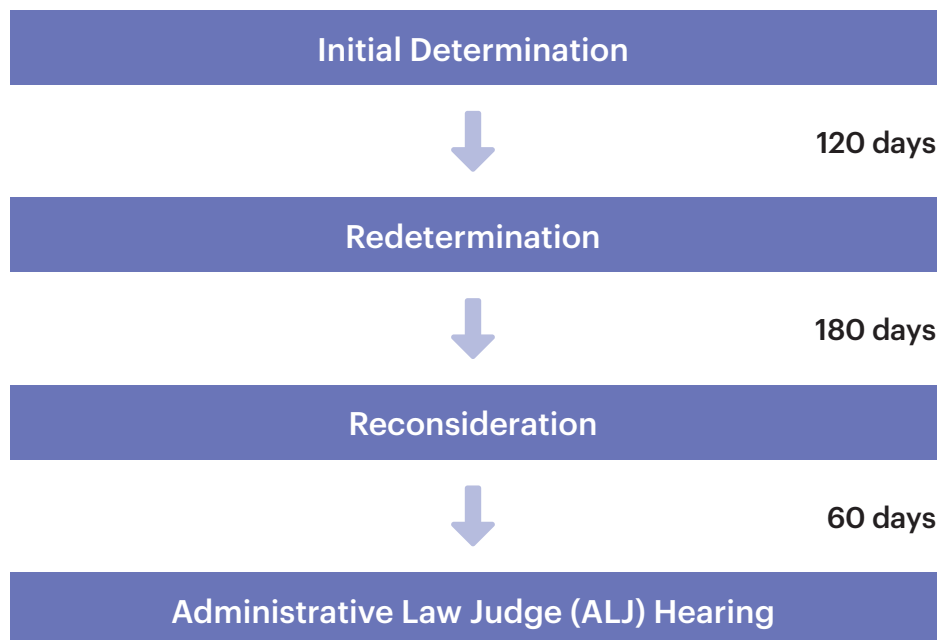 Initial Determination
120 days
Redetermination
180 days
Reconsideration
60 days
Administrative Law Judge (ALJ) Hearing